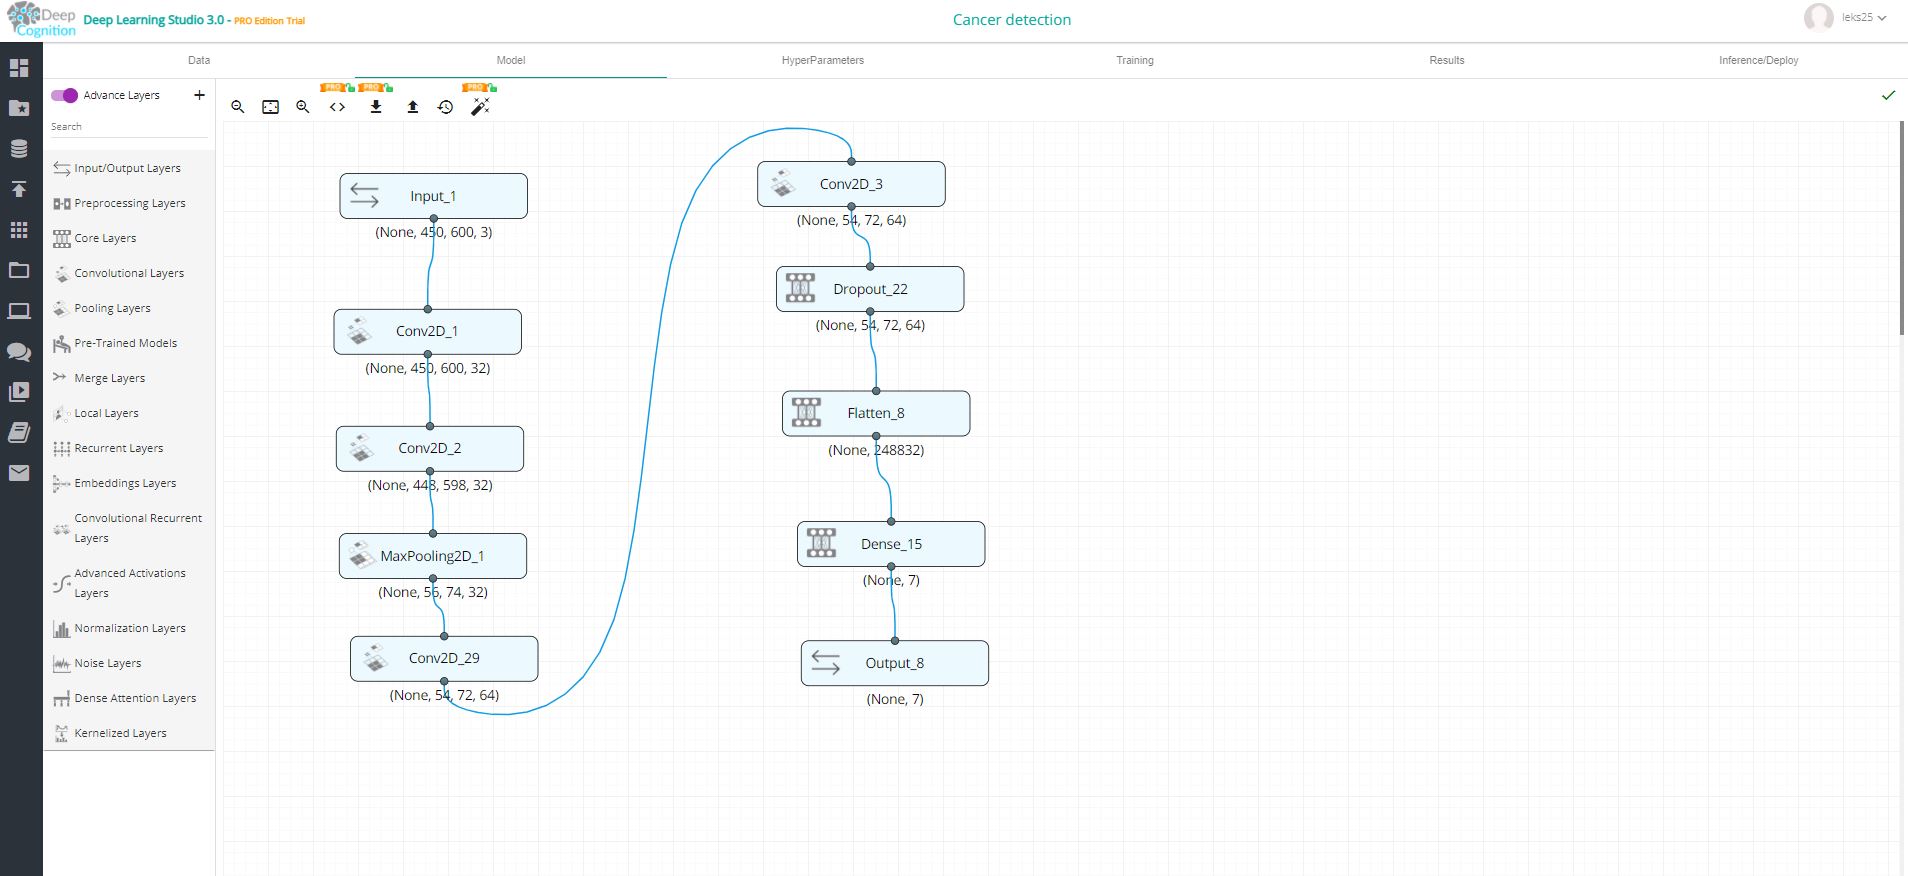 Deep Cognition
Deep Learning Studio 3.0 - PRO Edition Trial
Cancer detection
leks25
Data
Model
HyperParameters
Training
Results
Inference/Deploy
Advance Layers
+
Search
Input/Output Layers
Preprocessing Layers
Core Layers
Convolutional Layers
Pooling Layers
Pre-Trained Models
Merge Layers
Local Layers
Recurrent Layers
Embeddings Layers
Convolutional Recurrent
Layers
Advanced Activations
Layers
Normalization Layers
Noise Layers
Dense Attention Layers
Kernelized Layers
PRO
PRO
PRO
Input_1
(None, 450, 600, 3)
Conv2D_1
(None, 450, 600, 32)
Conv2D_2
(None, 448, 598, 32)
MaxPooling2D_1
(None, 56, 74, 32)
Conv2D_29
(None, 54, 72, 64)
Conv2D_3
(None, 54, 72, 64)
Dropout_22
(None, 54, 72, 64)
Flatten_8
(None, 248832)
Dense_15
(None, 7)
Output_8
(None, 7)